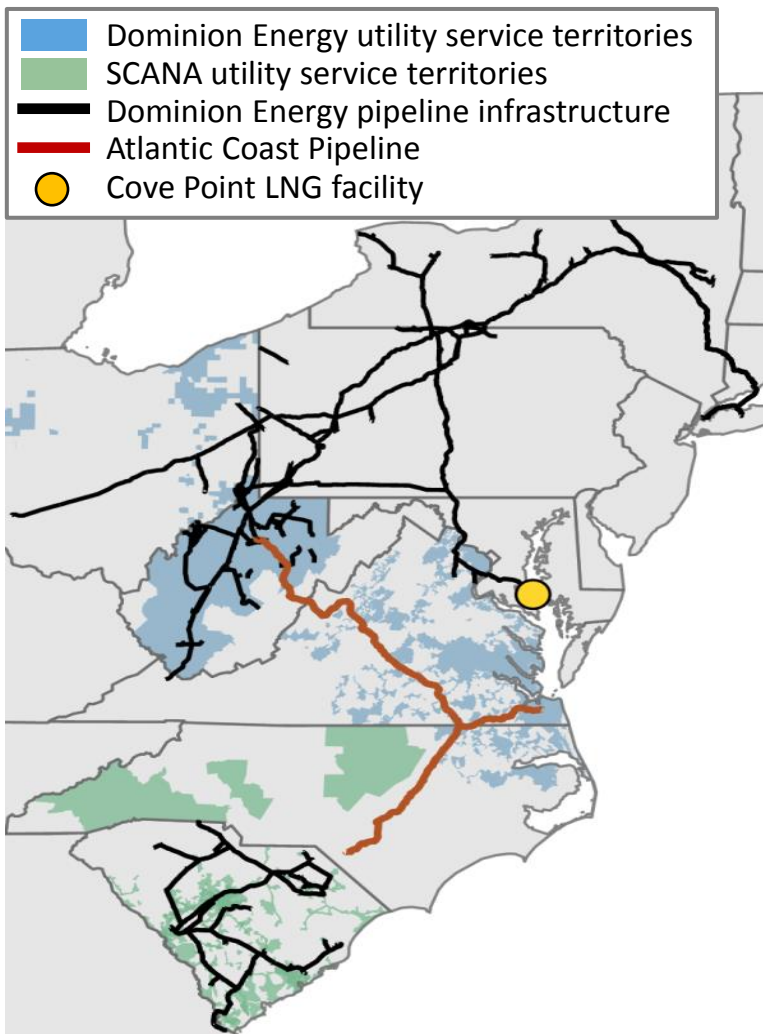 Dominion Energy utility service territories
SCANA utility service territories
Dominion Energy pipeline infrastructure
Atlantic Coast Pipeline
Cove Point LNG facility